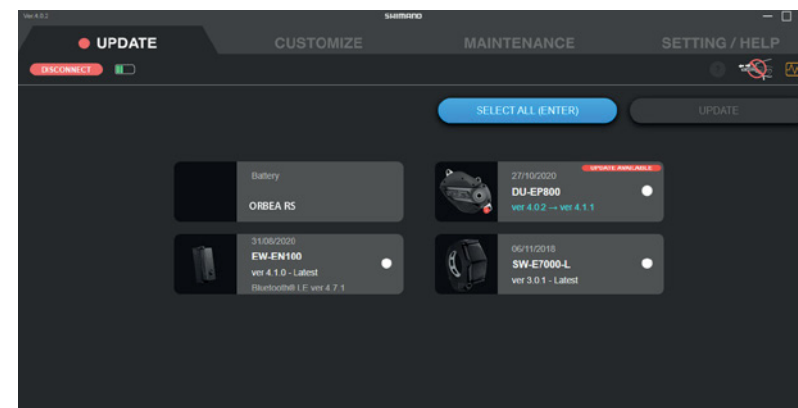 Ver.4.0.2
SHIMANO
UPDATE
CUSTOMIZE
MAINTENANCE
SETTING / HELP
DISCONNECT
SELECT ALL (ENTER)
UPDATE
Battery
ORBEA RS
UPDATE AVAILABLE
27/10/2020
DU-EP800
ver 4.0.2 → ver 4.1.1
31/08/2020
EW-EN100
ver 4.1.0 - Latest
Bluetooth® LE ver 4.7.1
06/11/2018
SW-E7000-L
ver 3.0.1 - Latest